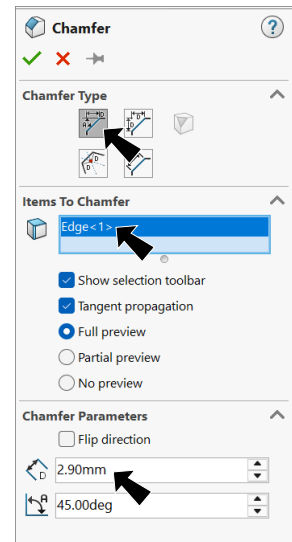 Chamfer
?
Chamfer Type
Items To Chamfer
Edge<1>
Show selection toolbar
Tangent propagation
Full preview
Partial preview
No preview
Chamfer Parameters
Flip direction
D
2.90mm
A
45.00deg